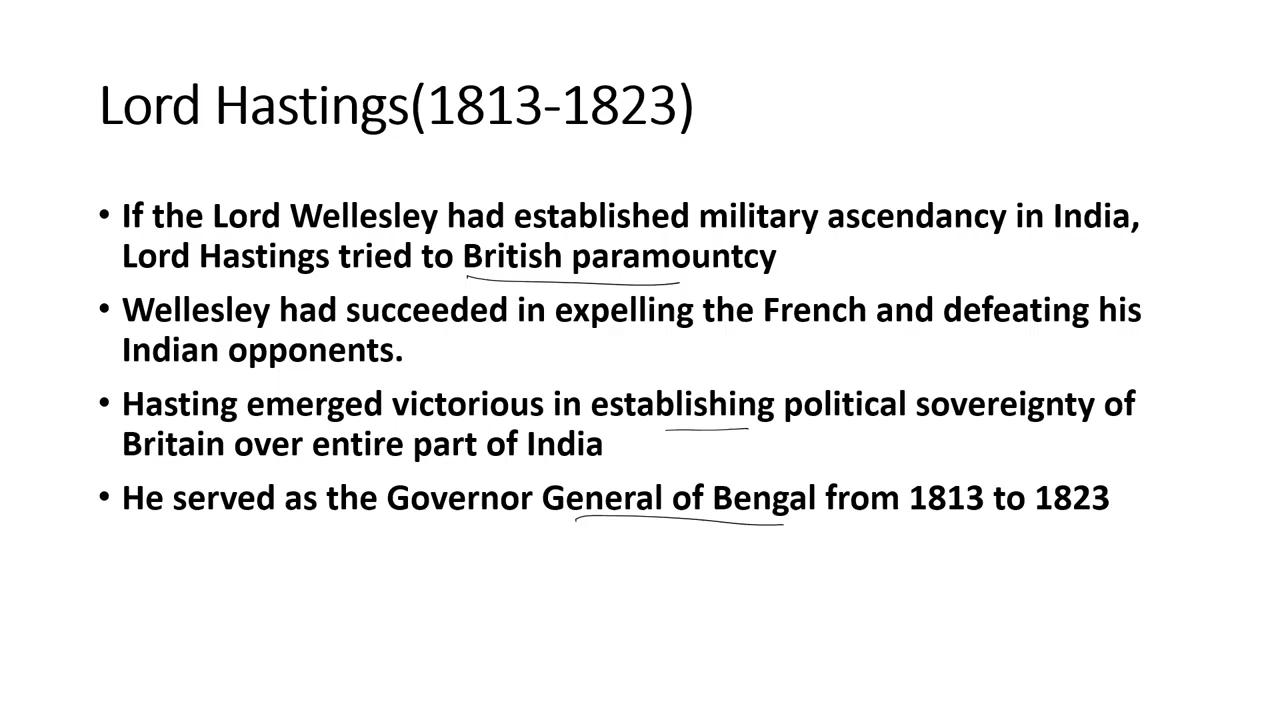 Lord Hastings(1813-1823)
• If the Lord Wellesley had established military ascendancy in India,
Lord Hastings tried to British paramountcy
• Wellesley had succeeded in expelling the French and defeating his
Indian opponents.
• Hasting emerged victorious in establishing political sovereignty of
Britain over entire part of India
• He served as the Governor General of Bengal from 1813 to 1823